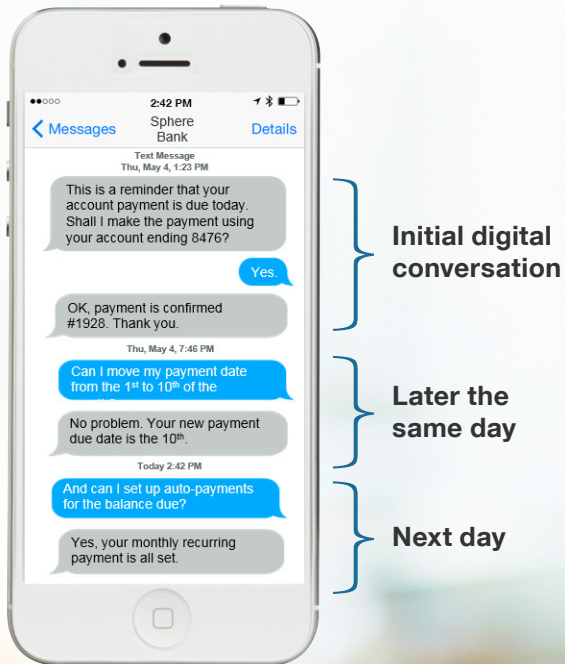 2:42 PM
Messages
Sphere
Bank
Details
Text Message
Thu, May 4, 1:23 PM
This is a reminder that your
account payment is due today.
Shall I make the payment using
your account ending 8476?
Yes.
OK, payment is confirmed
#1928. Thank you.
Initial digital
conversation
Thu, May 4, 7:46 PM
Can I move my payment date
from the 1st to 10th of the
No problem. Your new payment
due date is the 10th.
Later the
same day
Today 2:42 PM
And can I set up auto-payments
for the balance due?
Yes, your monthly recurring
payment is all set.
Next day